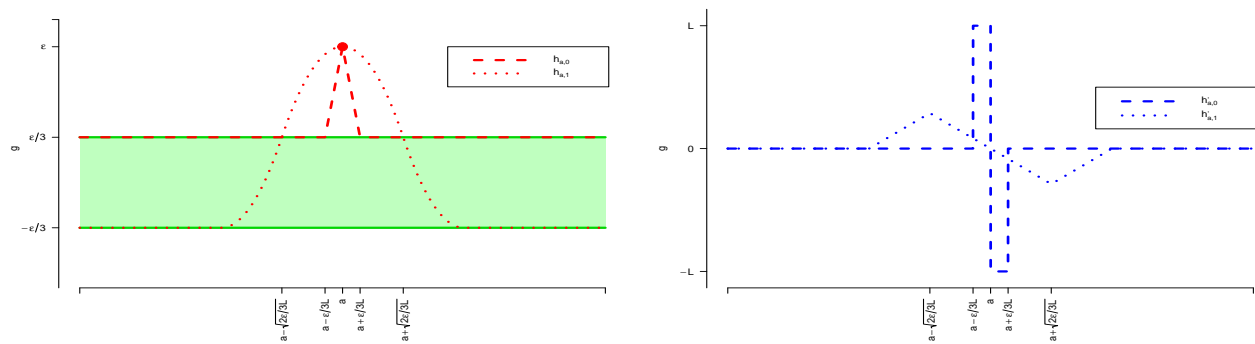 g
ε
ε/3
−ε/3
h_{a,0}
h_{a,1}
a−√2ε/3L
a−ε/3L
a
a+ε/3L
a+√2ε/3L
g
L
0
−L
h'_{a,0}
h'_{a,1}
a−√2ε/3L
a−ε/3L
a
a+ε/3L
a+√2ε/3L